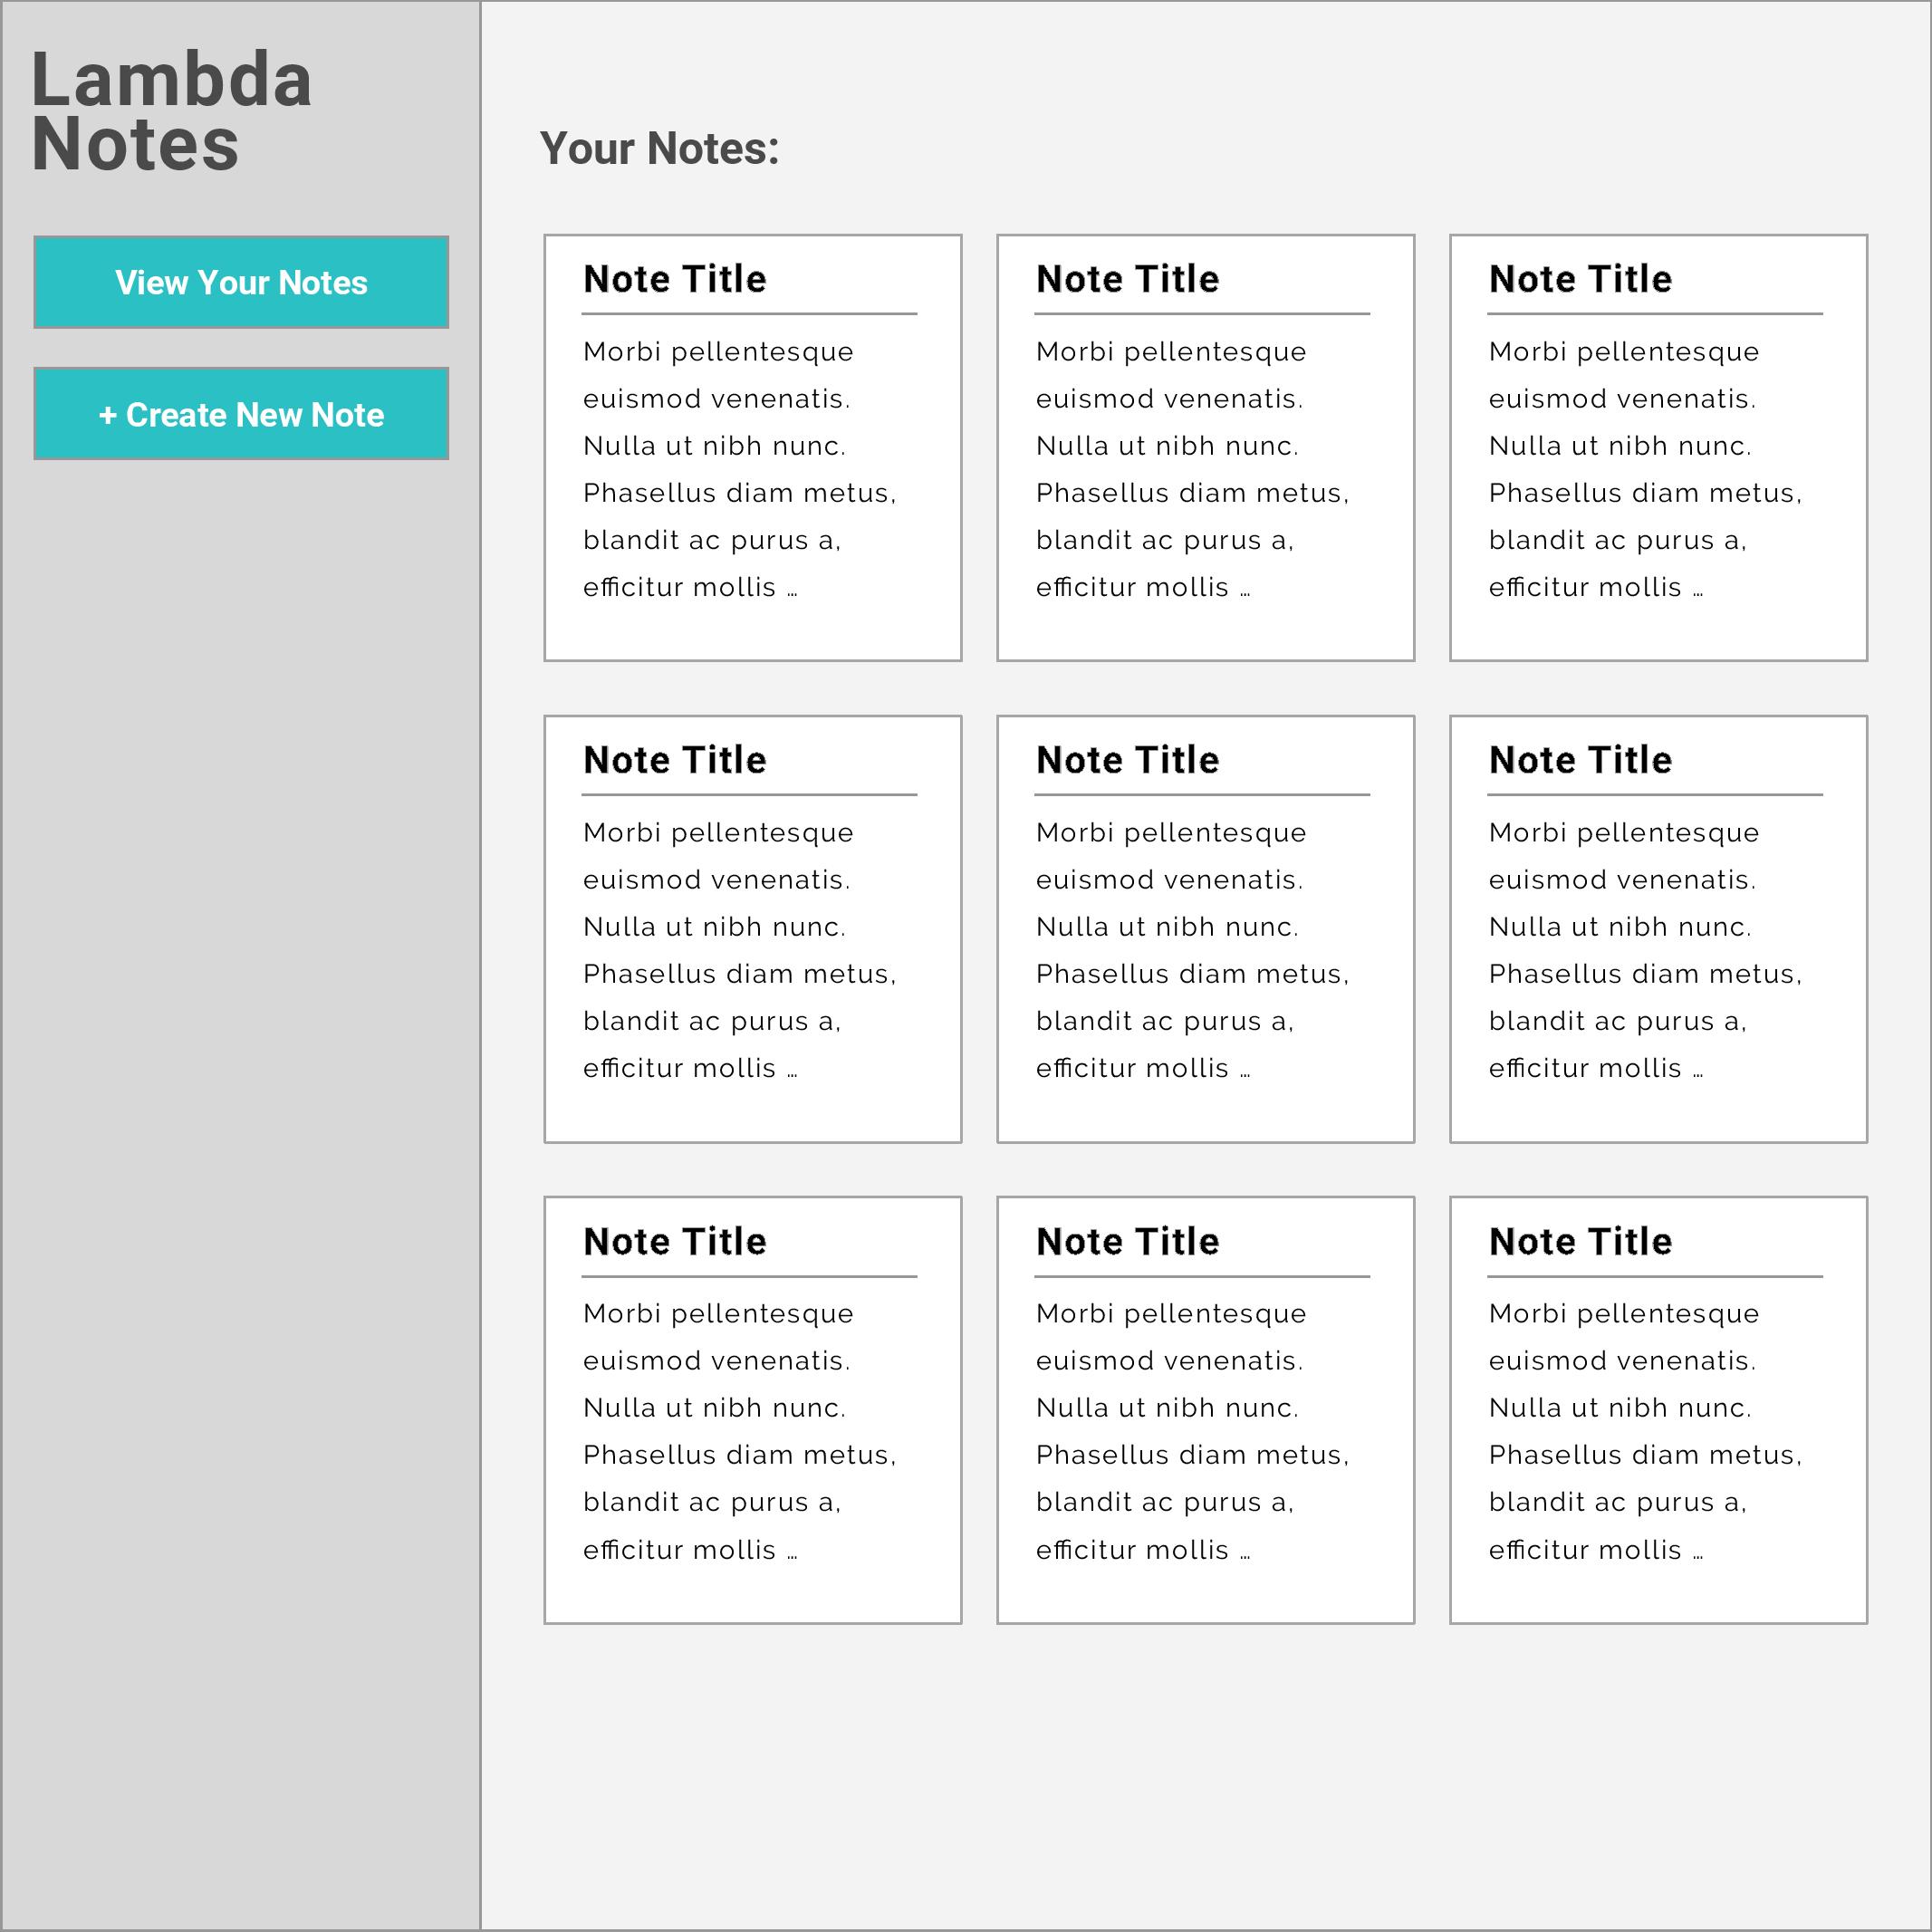 Lambda
Notes
View Your Notes
+ Create New Note
Your Notes:
Note Title
Morbi pellentesque
euismod venenatis.
Nulla ut nibh nunc.
Phasellus diam metus,
blandit ac purus a,
efficitur mollis …
Note Title
Morbi pellentesque
euismod venenatis.
Nulla ut nibh nunc.
Phasellus diam metus,
blandit ac purus a,
efficitur mollis …
Note Title
Morbi pellentesque
euismod venenatis.
Nulla ut nibh nunc.
Phasellus diam metus,
blandit ac purus a,
efficitur mollis …
Note Title
Morbi pellentesque
euismod venenatis.
Nulla ut nibh nunc.
Phasellus diam metus,
blandit ac purus a,
efficitur mollis …
Note Title
Morbi pellentesque
euismod venenatis.
Nulla ut nibh nunc.
Phasellus diam metus,
blandit ac purus a,
efficitur mollis …
Note Title
Morbi pellentesque
euismod venenatis.
Nulla ut nibh nunc.
Phasellus diam metus,
blandit ac purus a,
efficitur mollis …
Note Title
Morbi pellentesque
euismod venenatis.
Nulla ut nibh nunc.
Phasellus diam metus,
blandit ac purus a,
efficitur mollis …
Note Title
Morbi pellentesque
euismod venenatis.
Nulla ut nibh nunc.
Phasellus diam metus,
blandit ac purus a,
efficitur mollis …
Note Title
Morbi pellentesque
euismod venenatis.
Nulla ut nibh nunc.
Phasellus diam metus,
blandit ac purus a,
efficitur mollis …